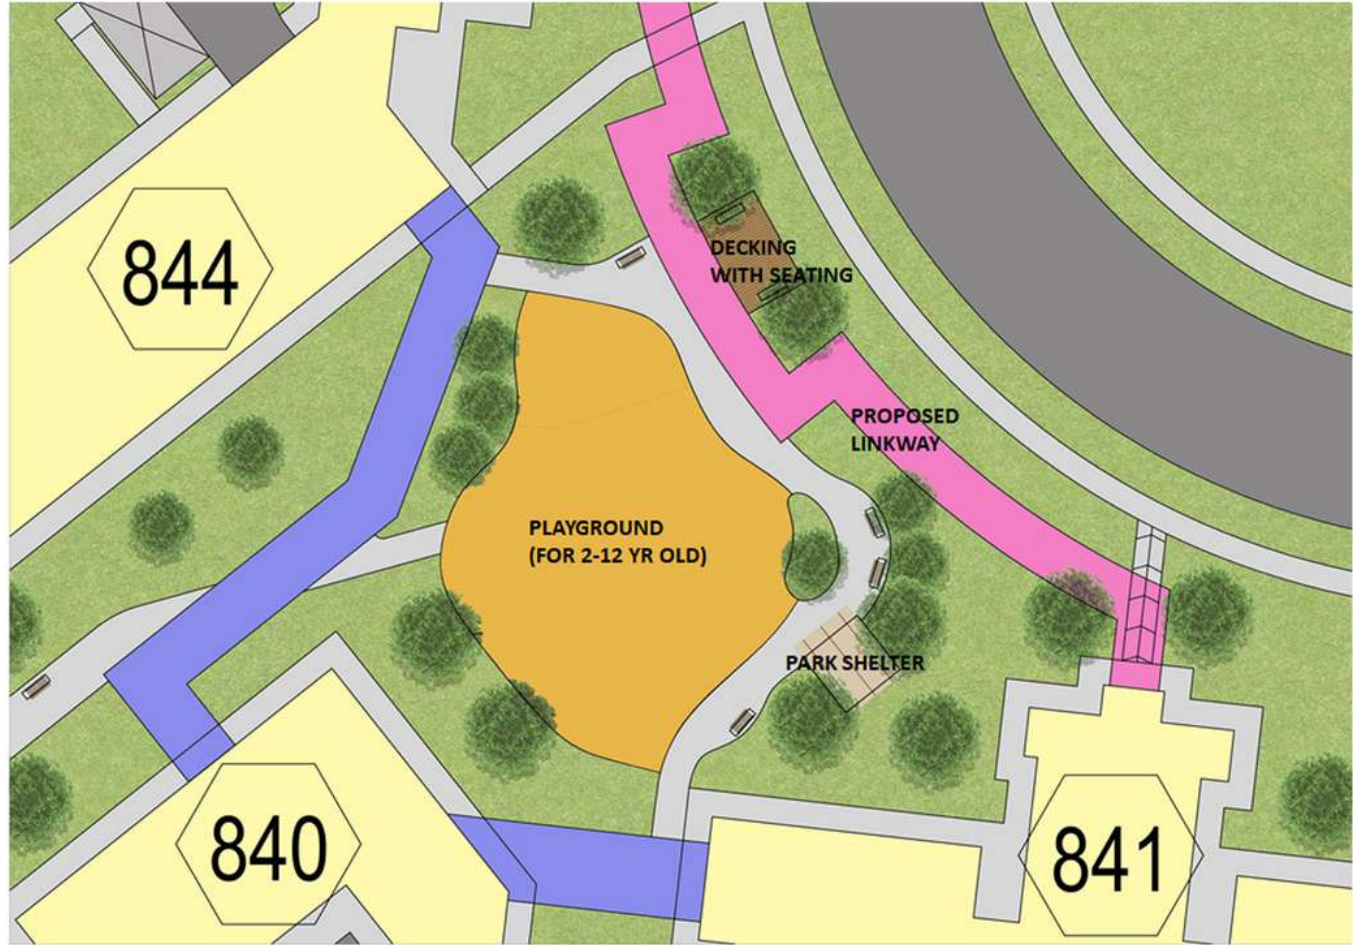 844
DECKING
WITH SEATING
PROPOSED
LINKWAY
PLAYGROUND
(FOR 2-12 YR OLD)
PARK SHELTER
840
841